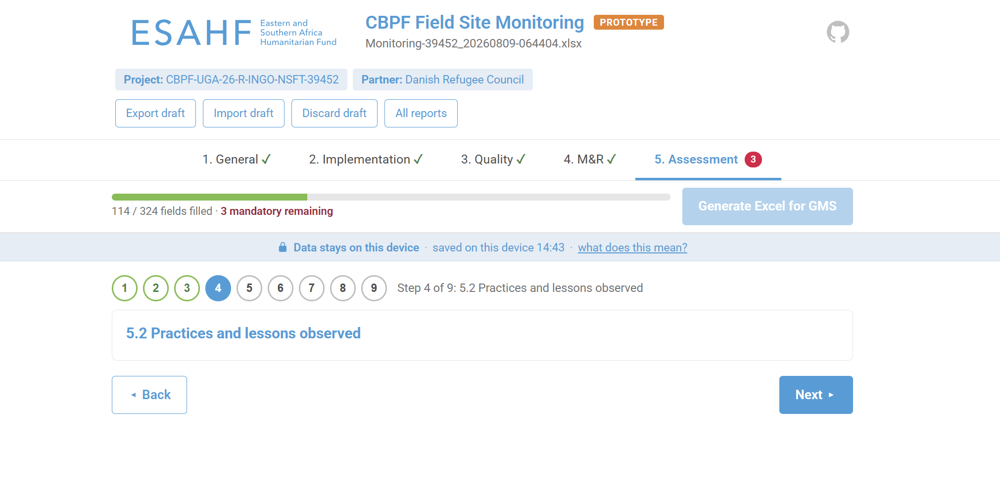 ESAHF
Eastern and
Southern Africa
Humanitarian Fund
CBPF Field Site Monitoring
PROTOTYPE
Monitoring-39452_20260809-064404.xlsx
Project: CBPF-UGA-26-R-INGO-NSFT-39452
Partner: Danish Refugee Council
Export draft
Import draft
Discard draft
All reports
1. General ✓
2. Implementation ✓
3. Quality ✓
4. M&R ✓
5. Assessment 3
114 / 324 fields filled · 3 mandatory remaining
Generate Excel for GMS
Data stays on this device · saved on this device 14:43 · what does this mean?
1 2 3 4 5 6 7 8 9 Step 4 of 9: 5.2 Practices and lessons observed
5.2 Practices and lessons observed
◂ Back
Next ▸